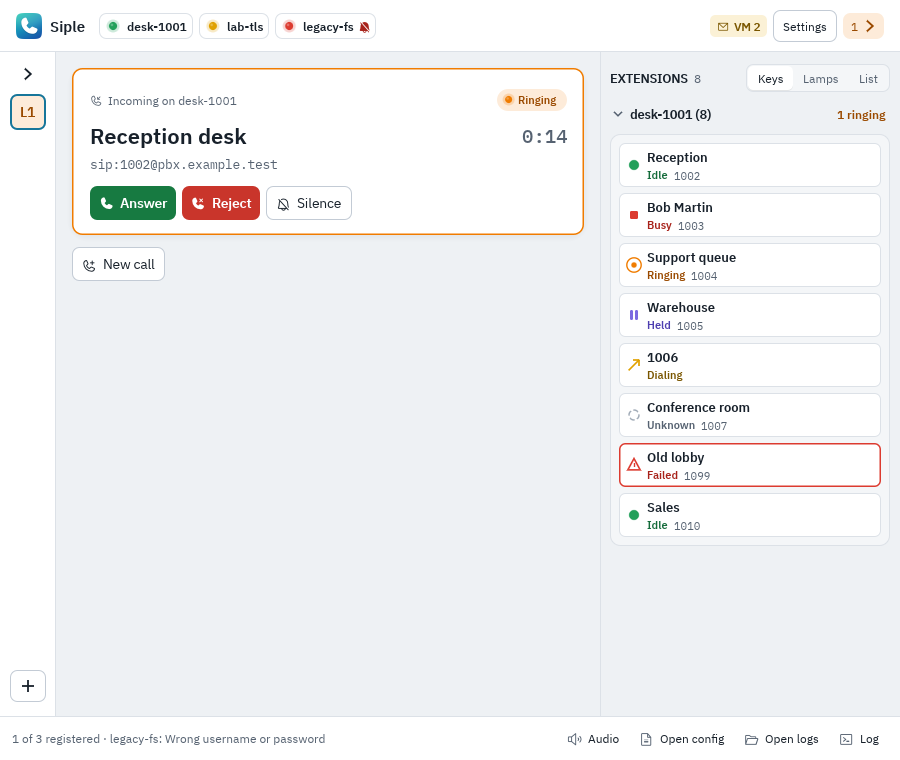 Siple
desk-1001
lab-tls
legacy-fs
VM 2
Settings
1
L1
Incoming on desk-1001
Ringing
Reception desk
0:14
sip:1002@pbx.example.test
Answer
Reject
Silence
New call
EXTENSIONS 8
Keys
Lamps
List
desk-1001 (8)
1 ringing
Reception
Idle 1002
Bob Martin
Busy 1003
Support queue
Ringing 1004
Warehouse
Held 1005
1006
Dialing
Conference room
Unknown 1007
Old lobby
Failed 1099
Sales
Idle 1010
1 of 3 registered · legacy-fs: Wrong username or password
Audio
Open config
Open logs
Log